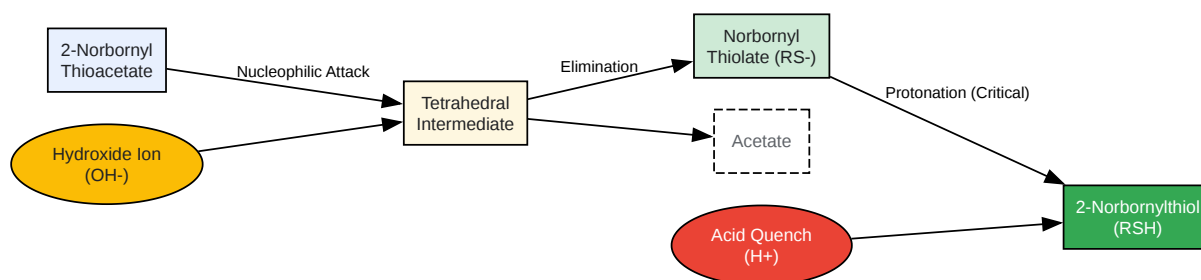 2-Norbornyl
Thioacetate
Hydroxide Ion
(OH-)
Nucleophilic Attack
Tetrahedral
Intermediate
Elimination
Norbornyl
Thiolate (RS-)
Acetate
Protonation (Critical)
Acid Quench
(H+)
2-Norbornylthiol
(RSH)